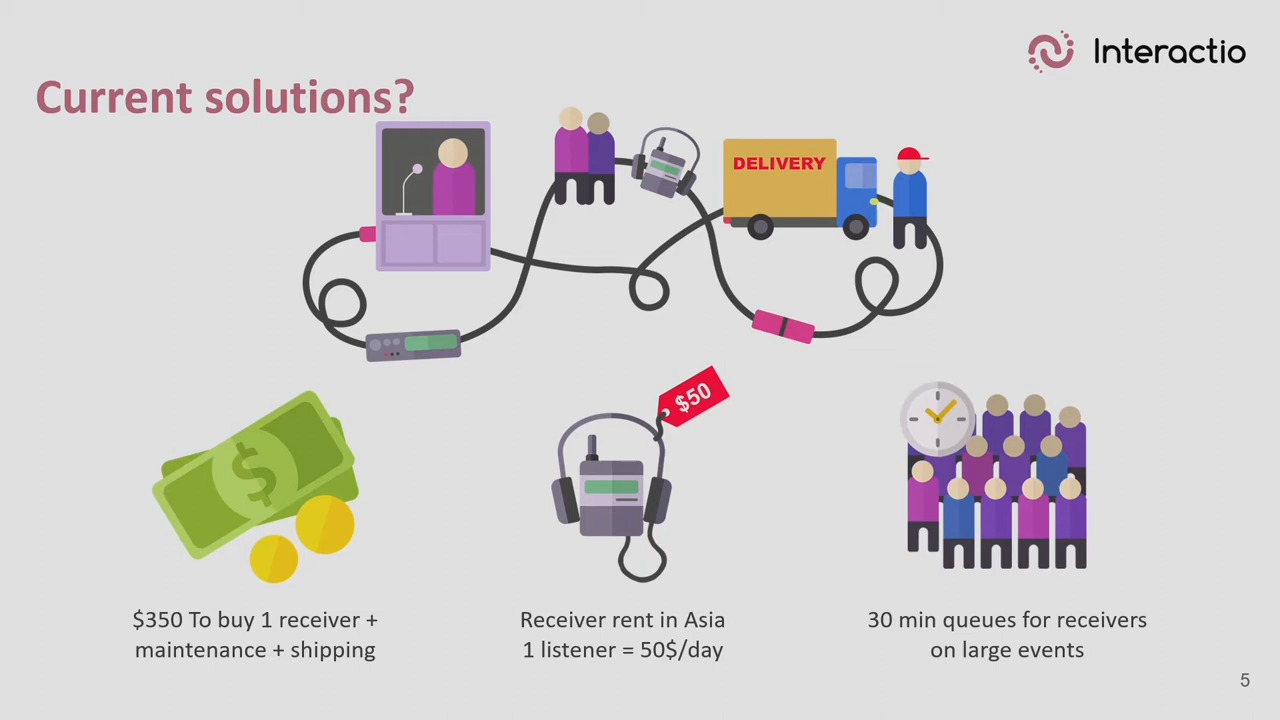 Interactio
Current solutions?
DELIVERY
$50
$350 To buy 1 receiver +
maintenance + shipping
Receiver rent in Asia
1 listener = 50$/day
30 min queues for receivers
on large events
5